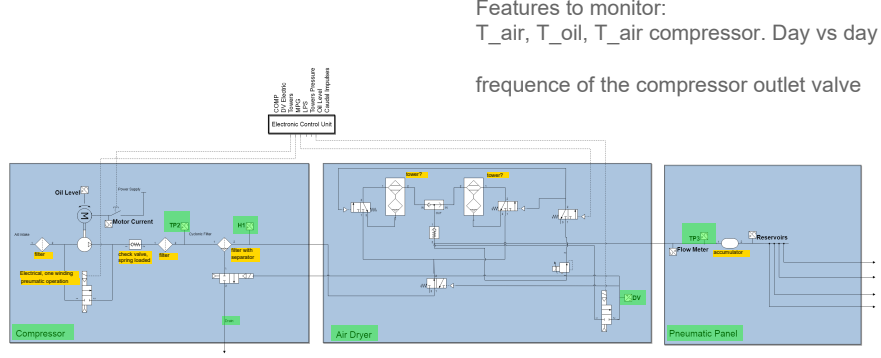 Features to monitor:
T_air, T_oil, T_air compressor. Day vs day
frequence of the compressor outlet valve
COMP
DV Electric
Towers
MPG
LPS
Towers Pressure
Oil Level
Caudal Impulses
Electronic Control Unit
Oil Level
Power Supply
M
Motor Current
TP2
Cyclonic Filter
H1
Air Intake
filter
check valve,
spring loaded
filter
filter with
separator
Electrical, one winding
pneumatic operation
Compressor
tower?
tower?
DV
Air Dryer
TP3
Reservoirs
Flow Meter
accumulator
Pneumatic Panel